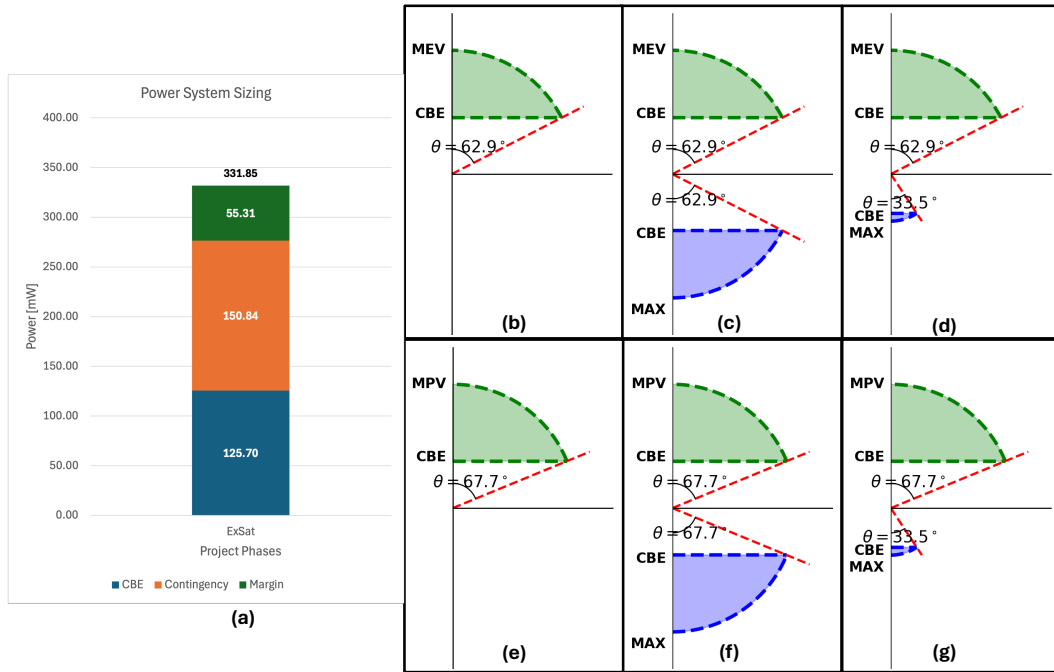 Power System Sizing
400.00
350.00
300.00
250.00
200.00
150.00
100.00
50.00
0.00
Power [mW]
331.85
55.31
150.84
125.70
ExSat
Project Phases
CBE Contingency Margin
(a)
MEV
CBE
θ = 62.9°
(b)
MEV
CBE
θ = 62.9°
θ = 62.9°
CBE
MAX
(c)
MEV
CBE
θ = 62.9°
θ = 33.5°
CBE
MAX
(d)
MPV
CBE
θ = 67.7°
(e)
MPV
CBE
θ = 67.7°
θ = 67.7°
CBE
MAX
(f)
MPV
CBE
θ = 67.7°
θ = 33.5°
CBE
MAX
(g)